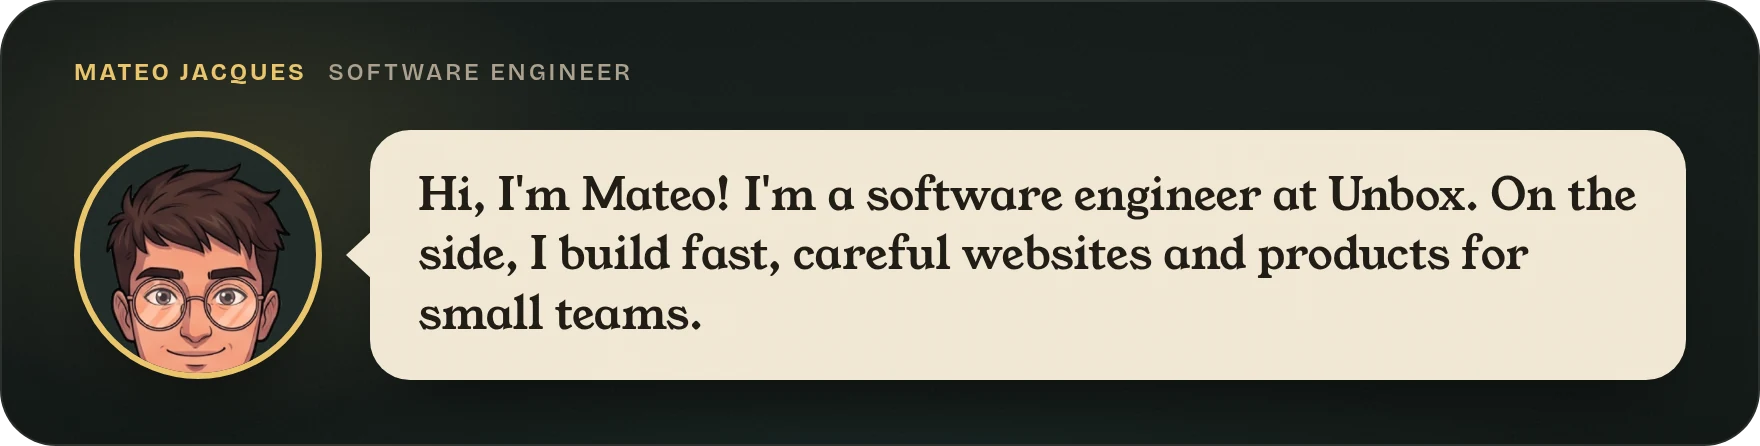 MATEO JACQUES SOFTWARE ENGINEER
Hi, I'm Mateo! I'm a software engineer at Unbox. On the
side, I build fast, careful websites and products for
small teams.